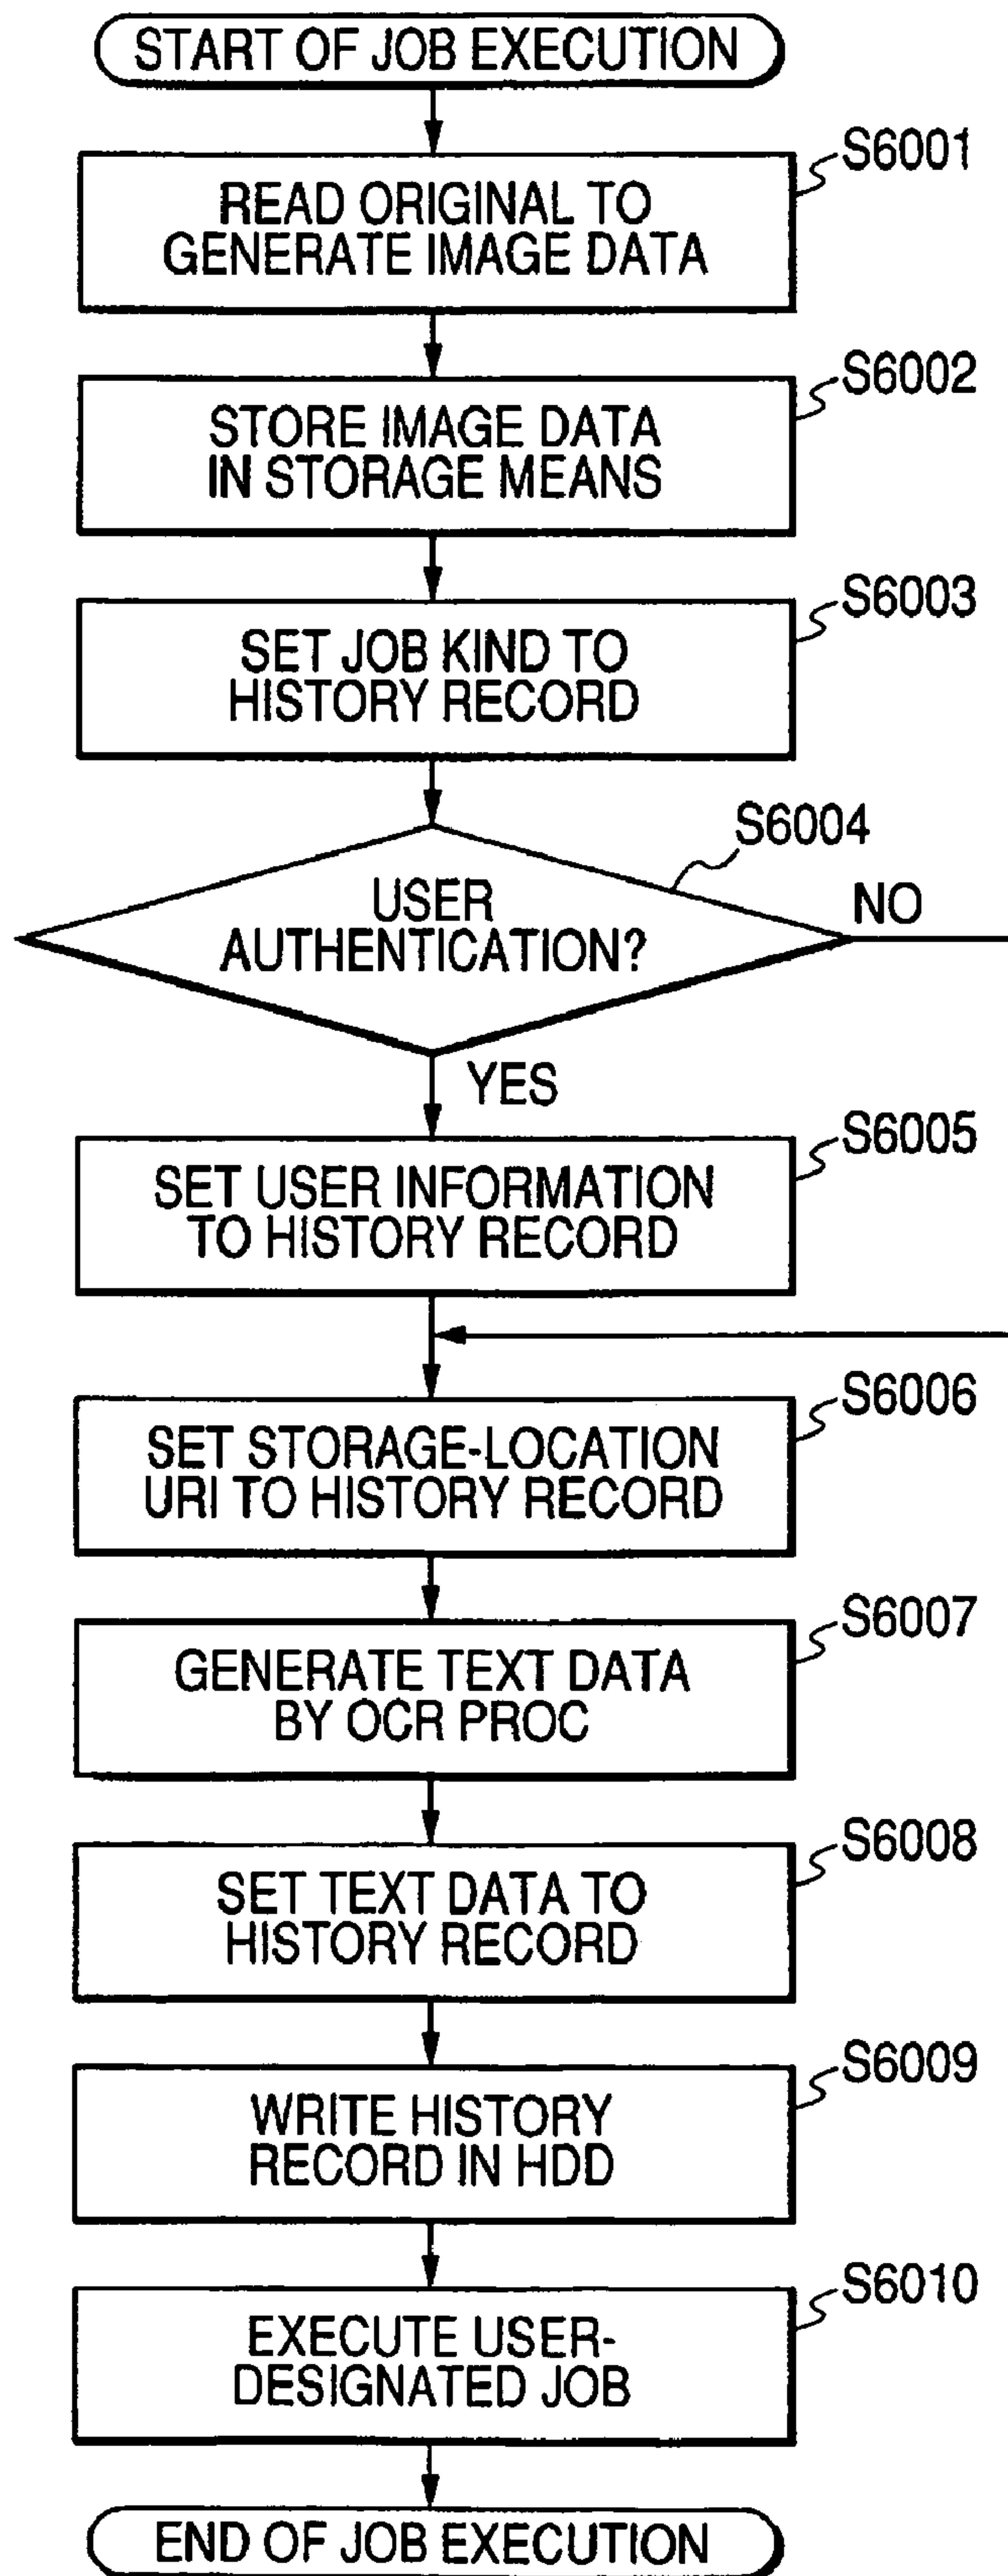 START OF JOB EXECUTION
S6001
READ ORIGINAL TO
GENERATE IMAGE DATA
S6002
STORE IMAGE DATA
IN STORAGE MEANS
S6003
SET JOB KIND TO
HISTORY RECORD
S6004
USER
AUTHENTICATION?
NO
YES
S6005
SET USER INFORMATION
TO HISTORY RECORD
S6006
SET STORAGE-LOCATION
URI TO HISTORY RECORD
S6007
GENERATE TEXT DATA
BY OCR PROC
S6008
SET TEXT DATA TO
HISTORY RECORD
S6009
WRITE HISTORY
RECORD IN HDD
S6010
EXECUTE USER-
DESIGNATED JOB
END OF JOB EXECUTION